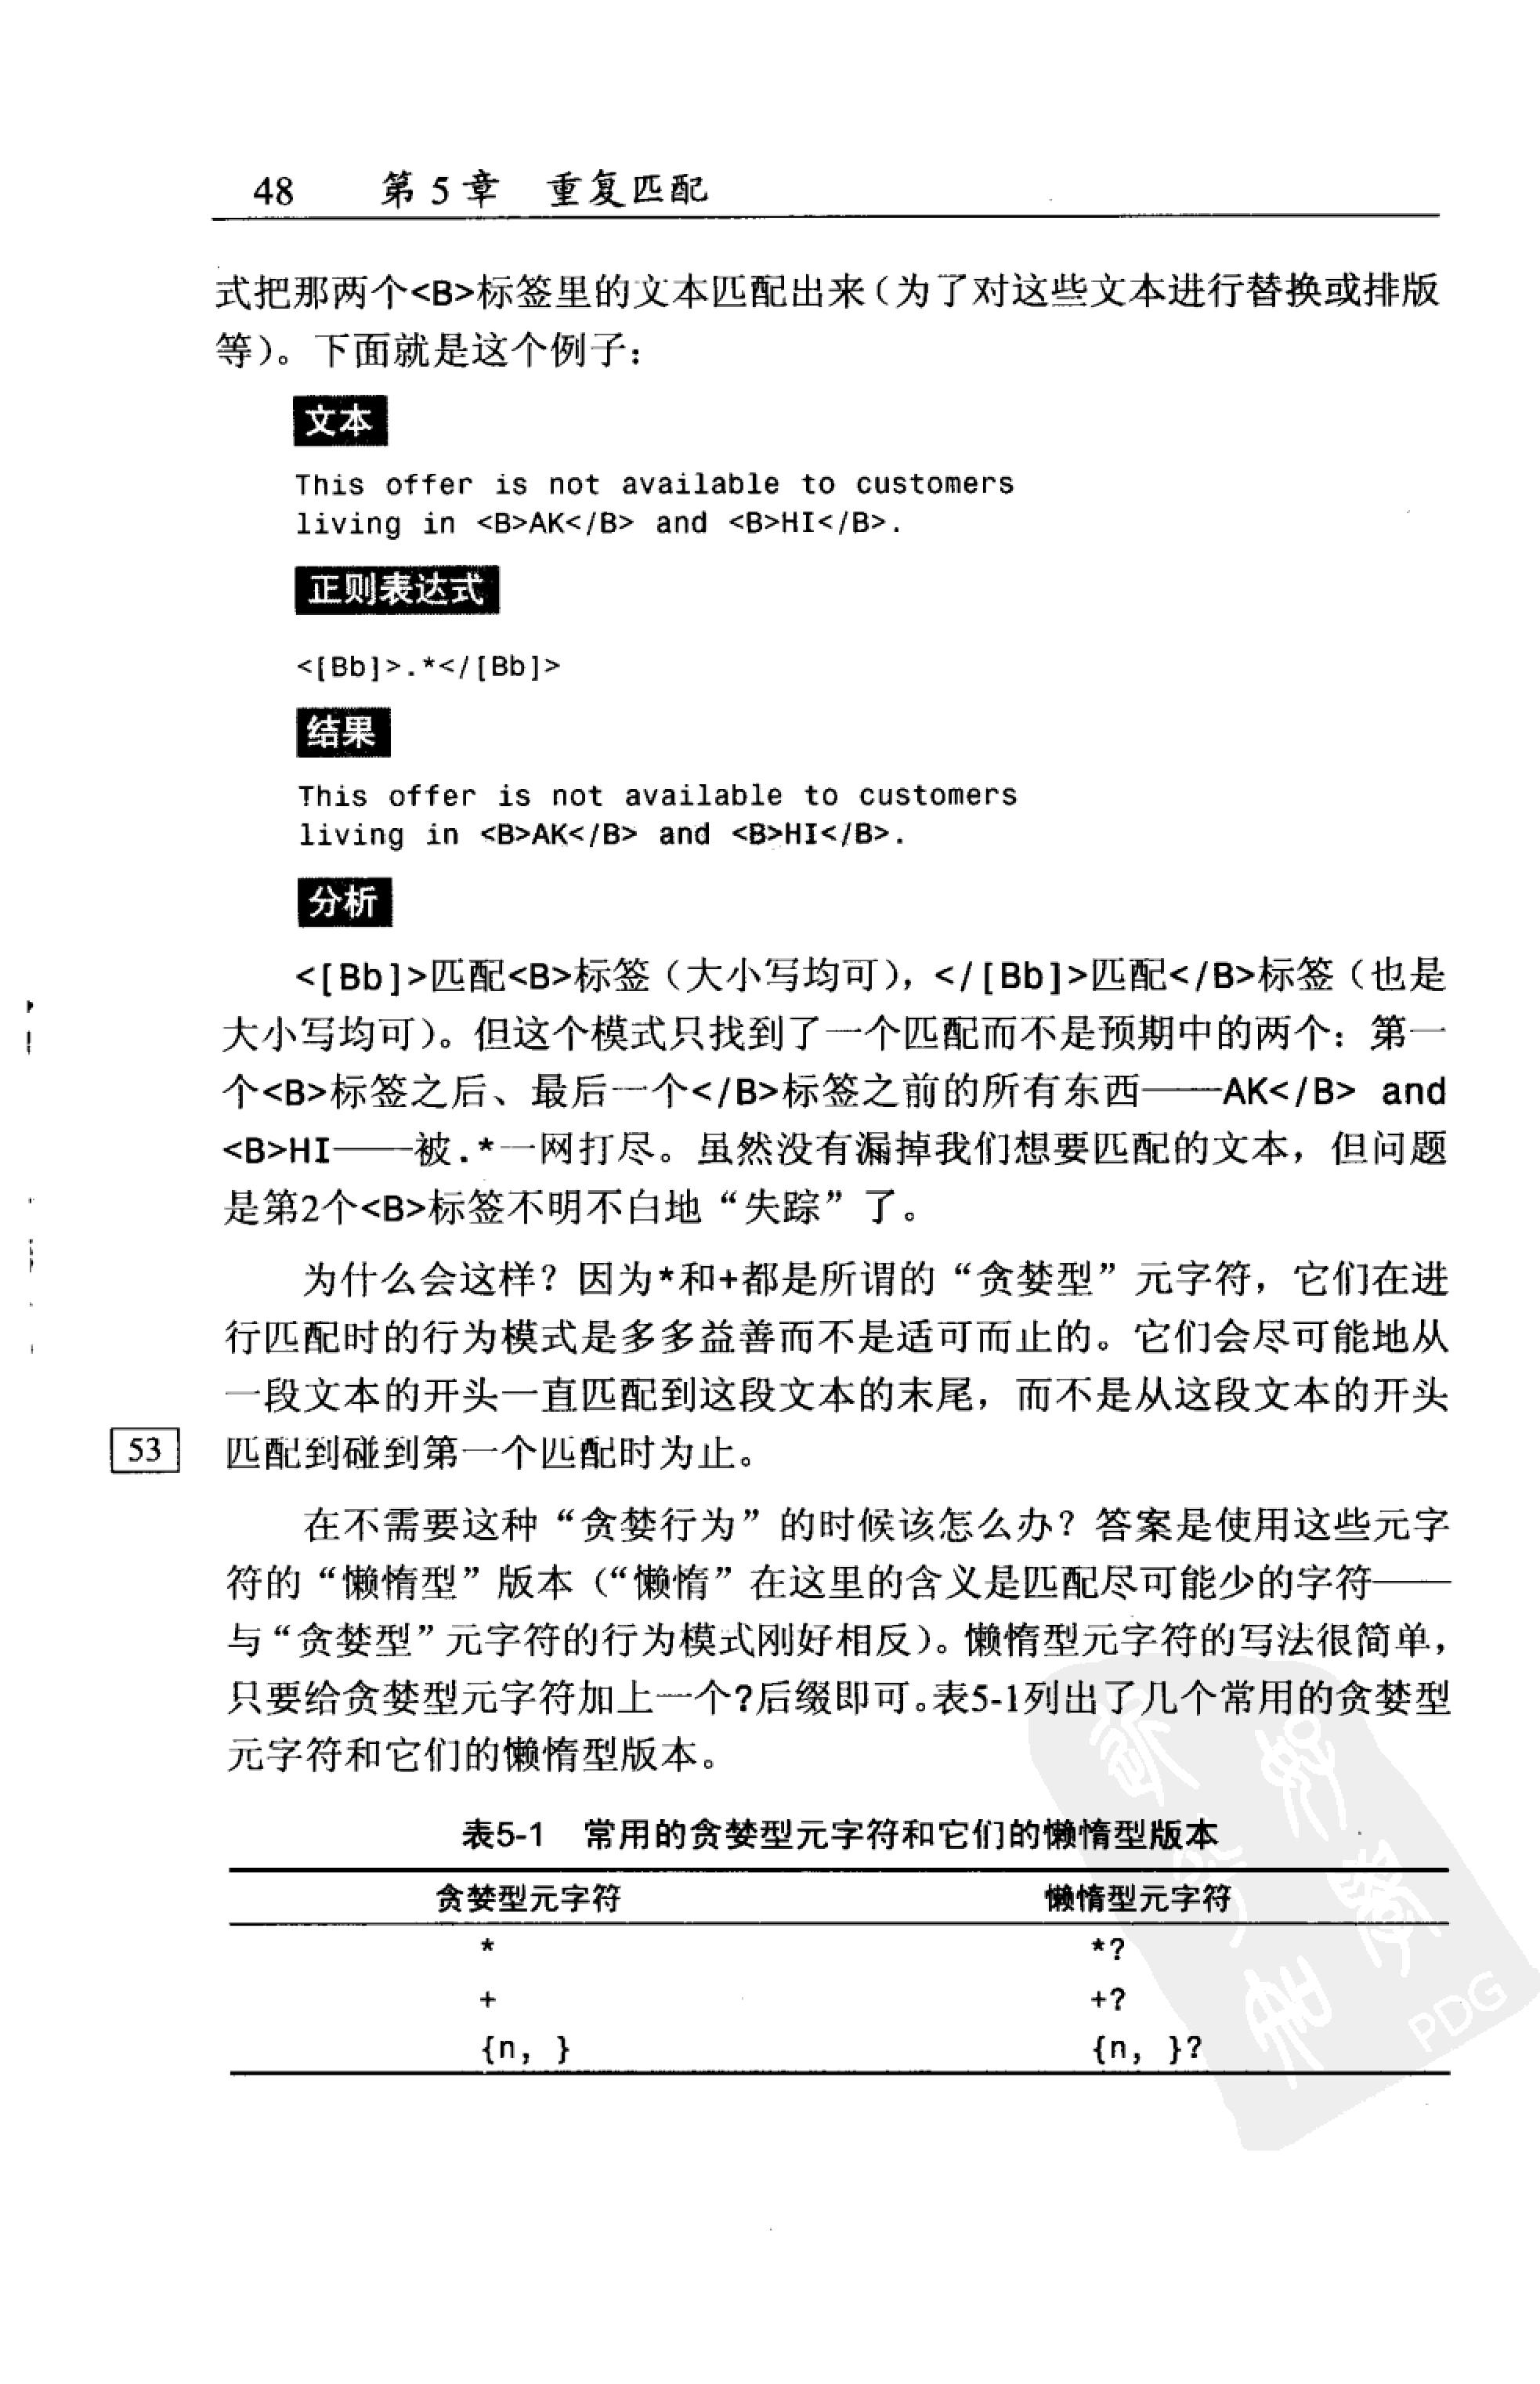 48 第 5 章 重复匹配
式把那两个<B>标签里的文本匹配出来（为了对这些文本进行替换或排版
等）。下面就是这个例子：
文本
This offer is not available to customers
living in <B>AK</B> and <B>HI</B>.
正则表达式
<[Bb]>.*</[Bb]>
结果
This offer is not available to customers
living in <B>AK</B> and <B>HI</B>.
分析
<[Bb]>匹配<B>标签（大小写均可），</[Bb]>匹配</B>标签（也是
大小写均可）。但这个模式只找到了一个匹配而不是预期中的两个：第一
个<B>标签之后、最后一个</B>标签之前的所有东西——AK</B> and
<B>HI——被.*一网打尽。虽然没有漏掉我们想要匹配的文本，但问题
是第2个<B>标签不明不白地“失踪”了。
为什么会这样？因为*和+都是所谓的“贪婪型”元字符，它们在进
行匹配时的行为模式是多多益善而不是适可而止的。它们会尽可能地从
一段文本的开头一直匹配到这段文本的末尾，而不是从这段文本的开头
53 匹配到碰到第一个匹配时为止。
在不需要这种“贪婪行为”的时候该怎么办？答案是使用这些元字
符的“懒惰型”版本（“懒惰”在这里的含义是匹配尽可能少的字符——
与“贪婪型”元字符的行为模式刚好相反）。懒惰型元字符的写法很简单，
只要给贪婪型元字符加上一个?后缀即可。表5-1列出了几个常用的贪婪型
元字符和它们的懒惰型版本。
表5-1 常用的贪婪型元字符和它们的懒惰型版本
贪婪型元字符 懒惰型元字符
* *?
+ +?
{n, } {n, }?
PDG